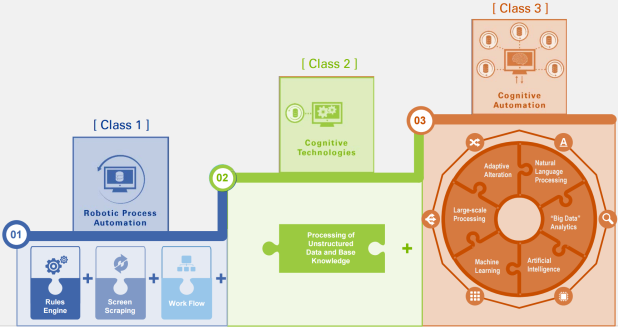 [ Class 1 ]
Robotic Process
Automation
01
Rules
Engine
+
Screen
Scraping
+
Work Flow
+
[ Class 2 ]
Cognitive
Technologies
02
Processing of
Unstructured
Data and Base
Knowledge
+
[ Class 3 ]
Cognitive
Automation
03
Adaptive
Alteration
Natural
Language
Processing
Large-scale
Processing
"Big Data"
Analytics
Machine
Learning
Artificial
Intelligence
A